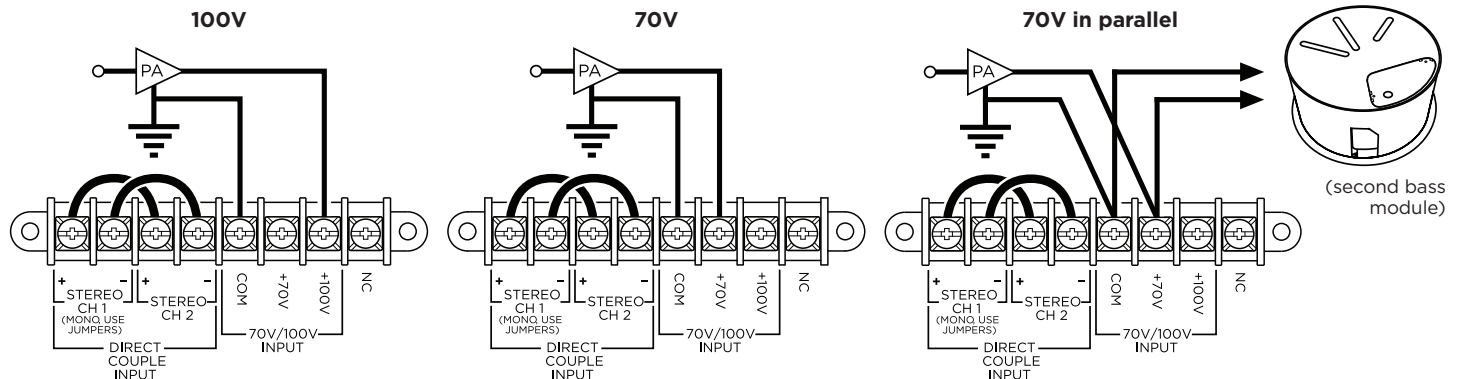 100V
PA
+
-
STEREO
CH 1
(MONO, USE
JUMPERS)
+
-
STEREO
CH 2
COM
+70V
+100V
NC
DIRECT
COUPLE
INPUT
70V/100V
INPUT
70V
PA
+
-
STEREO
CH 1
(MONO, USE
JUMPERS)
+
-
STEREO
CH 2
COM
+70V
+100V
NC
DIRECT
COUPLE
INPUT
70V/100V
INPUT
70V in parallel
PA
(second bass
module)
+
-
STEREO
CH 1
(MONO, USE
JUMPERS)
+
-
STEREO
CH 2
COM
+70V
+100V
NC
DIRECT
COUPLE
INPUT
70V/100V
INPUT